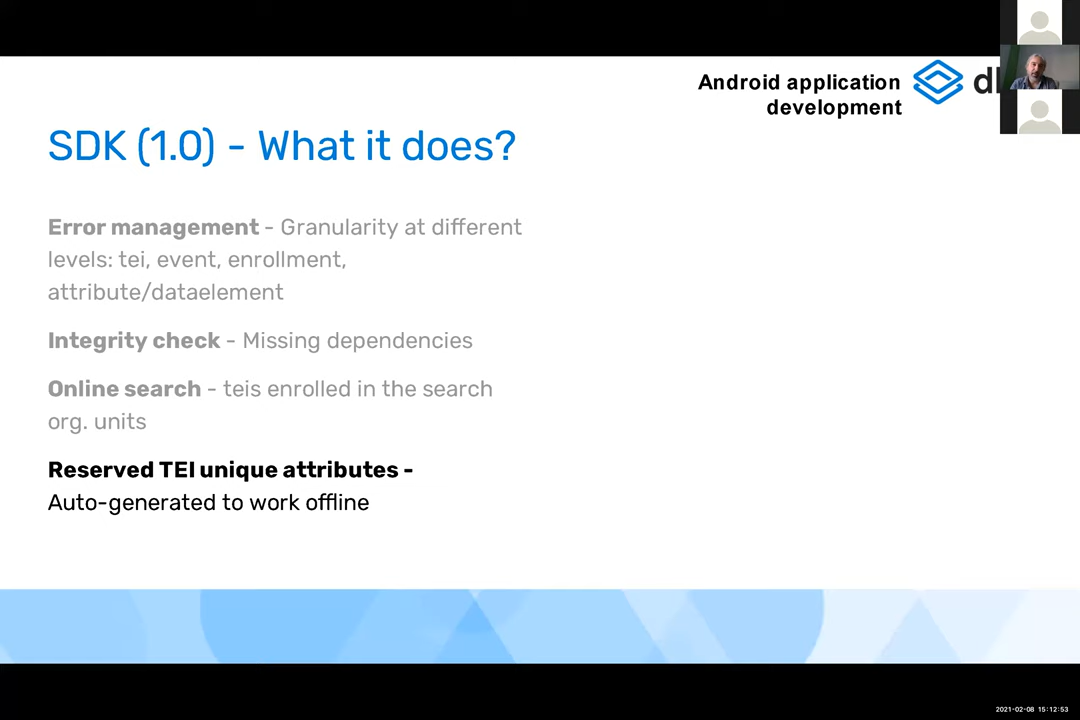 Android application
development
SDK (1.0) - What it does?
Error management - Granularity at different
levels: tei, event, enrollment,
attribute/dataelement
Integrity check - Missing dependencies
Online search - teis enrolled in the search
org. units
Reserved TEI unique attributes -
Auto-generated to work offline
2021-02-08 15:12:53